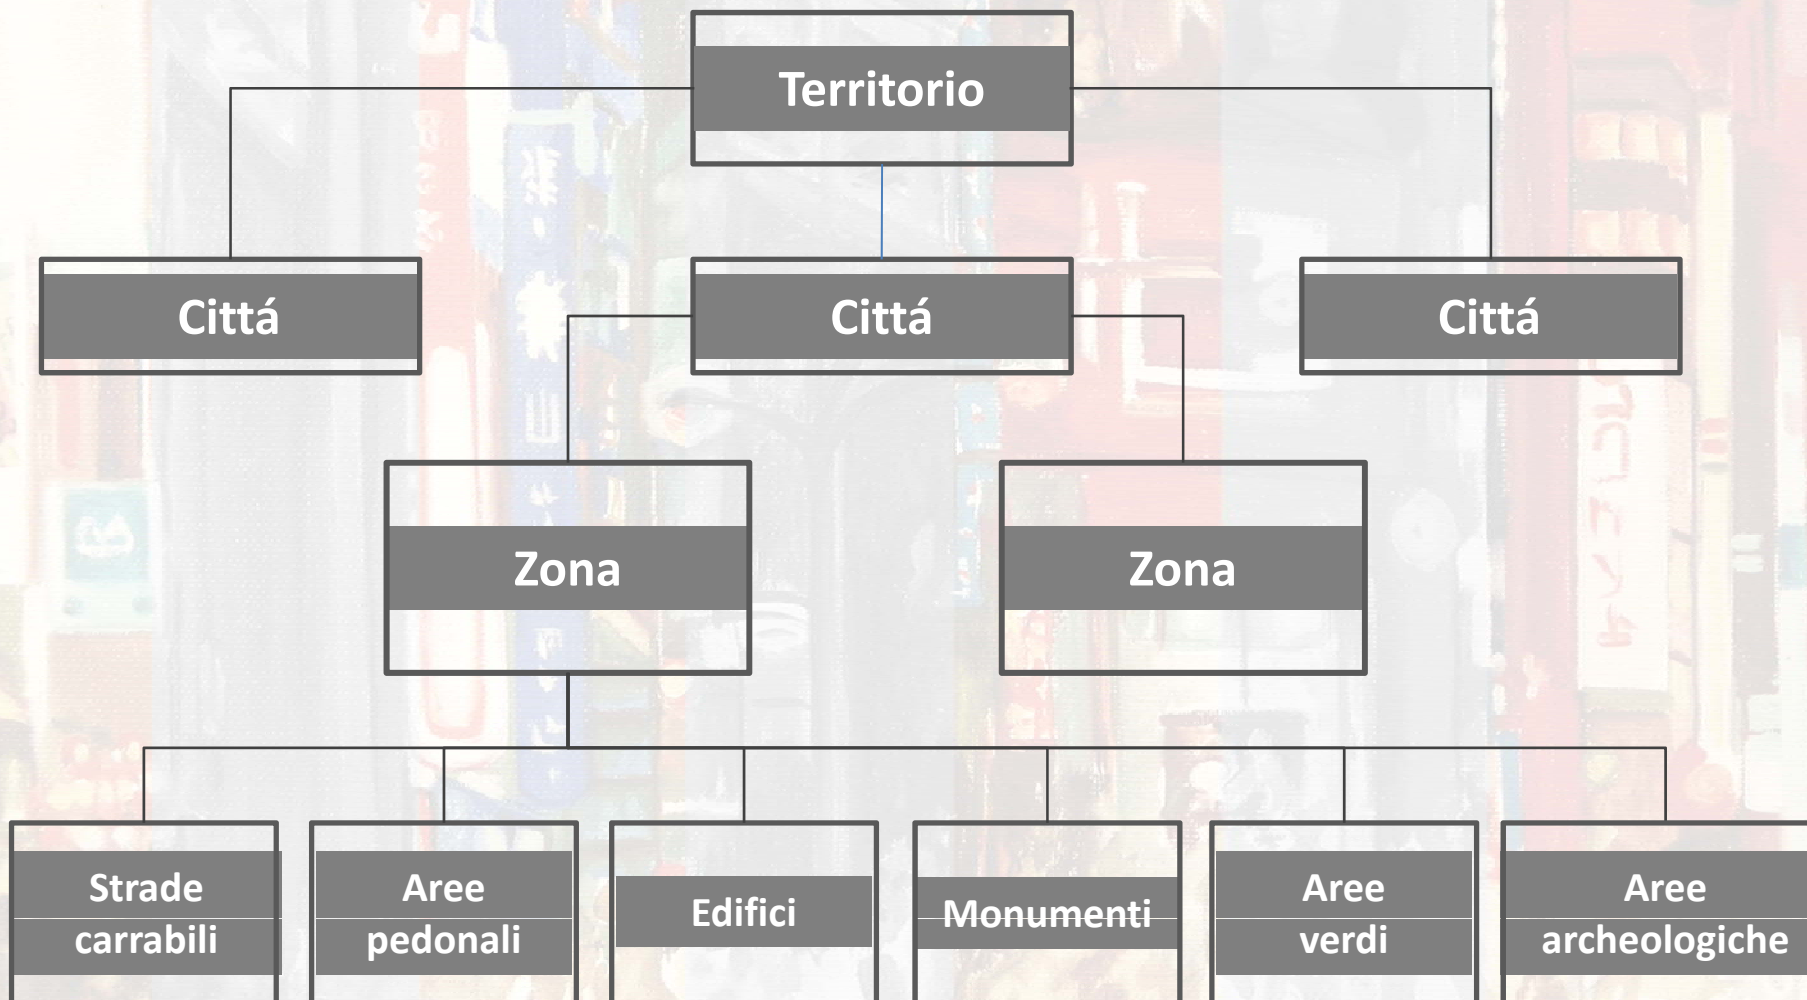 Territorio
Cittá
Cittá
Cittá
Zona
Zona
Strade
carrabili
Aree
pedonali
Edifici
Monumenti
Aree
verdi
Aree
archeologiche